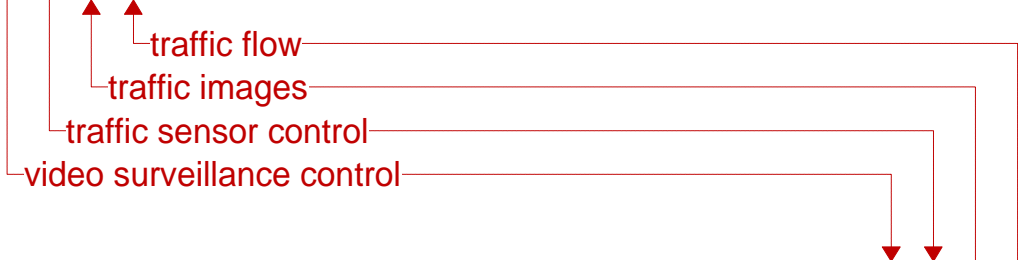 traffic flow
traffic images
traffic sensor control
video surveillance control